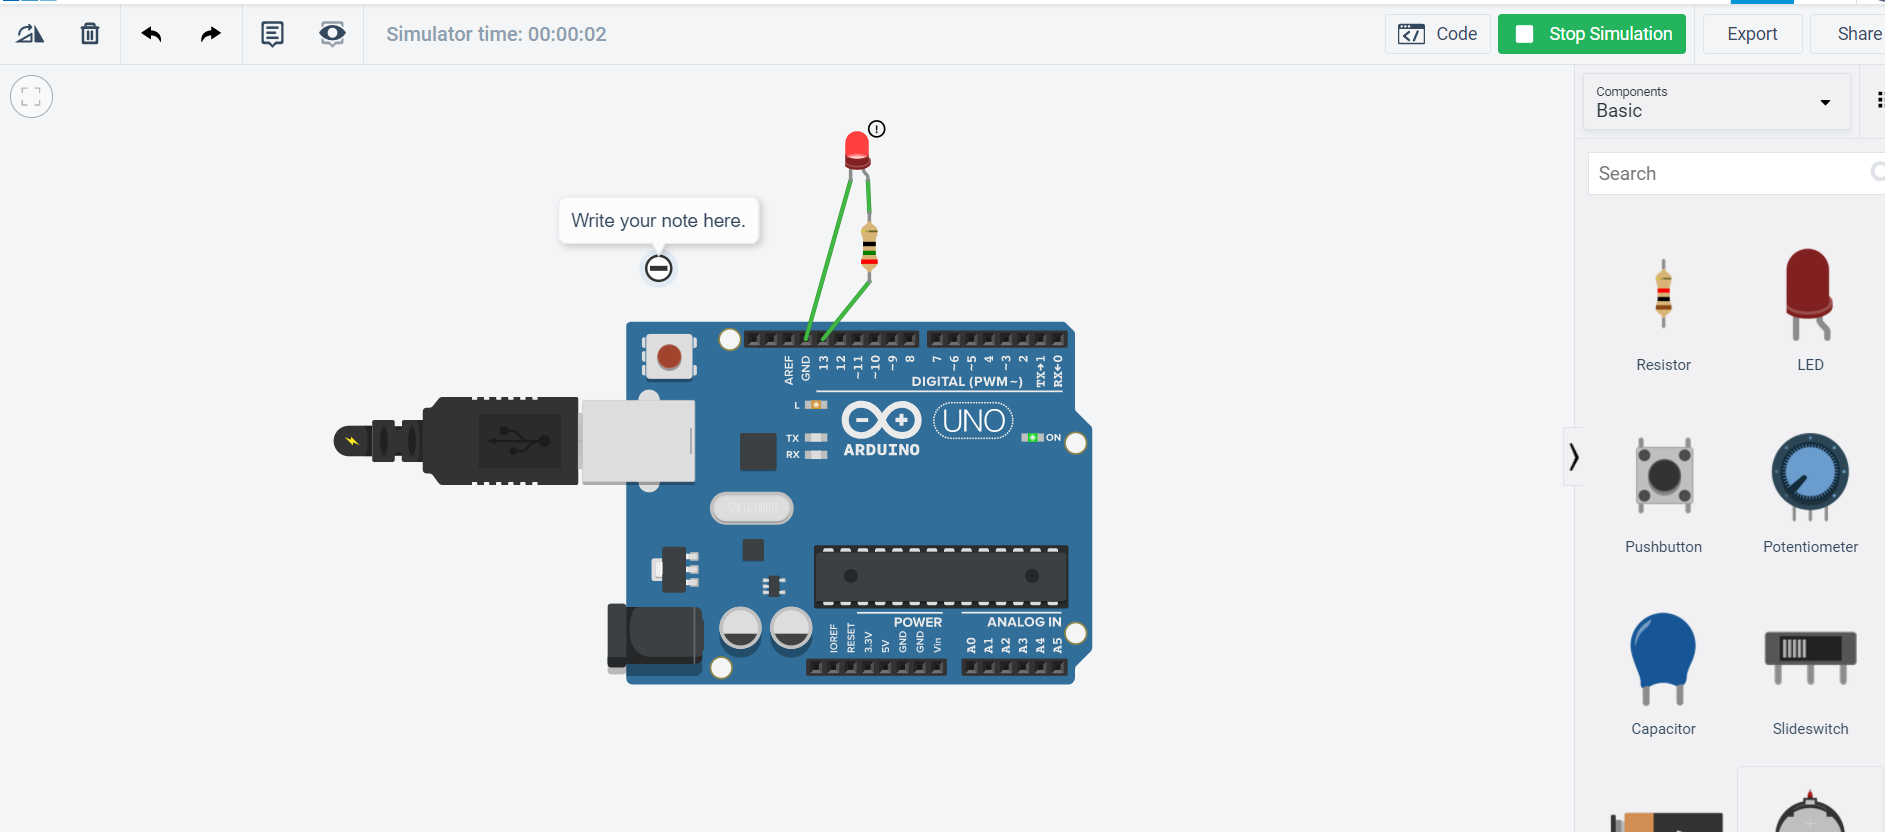 Simulator time: 00:00:02
Code
Stop Simulation
Export
Share
Components
Basic
Search
Write your note here.
AREF
GND
13
12
~11
~10
~9
8
7
~6
~5
4
~3
2
TX→1
RX←0
DIGITAL (PWM~)
L
TX
RX
UNO
ARDUINO
ON
POWER
ANALOG IN
IOREF
RESET
3.3V
5V
GND
GND
Vin
A0
A1
A2
A3
A4
A5
Resistor
LED
Pushbutton
Potentiometer
Capacitor
Slideswitch